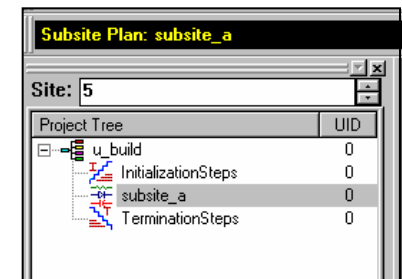 Subsite Plan: subsite_a
Site: 5
Project Tree UID
u_build 0
InitializationSteps 0
subsite_a 0
TerminationSteps 0